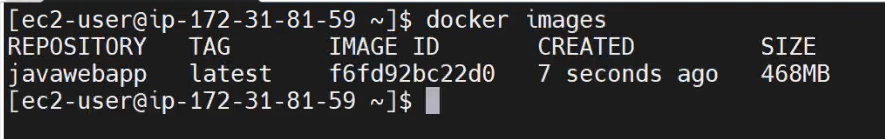 [ec2-user@ip-172-31-81-59 ~]$ docker images
REPOSITORY   TAG       IMAGE ID       CREATED         SIZE
javawebapp   latest    f6fd92bc22d0   7 seconds ago   468MB
[ec2-user@ip-172-31-81-59 ~]$